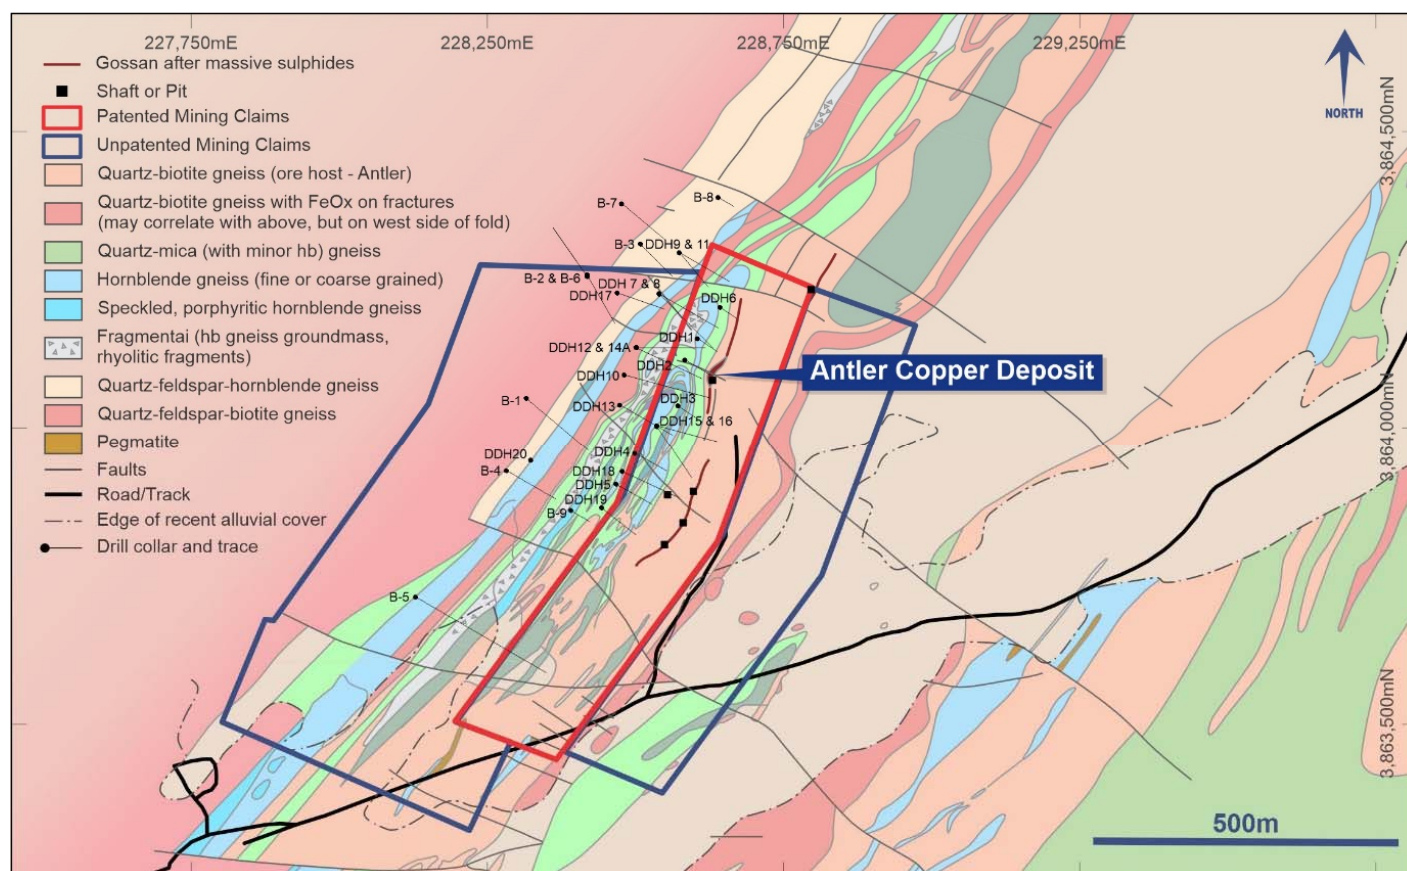 227,750mE
228,250mE
228,750mE
229,250mE
Gossan after massive sulphides
Shaft or Pit
Patented Mining Claims
Unpatented Mining Claims
Quartz-biotite gneiss (ore host - Antler)
Quartz-biotite gneiss with FeOx on fractures
(may correlate with above, but on west side of fold)
Quartz-mica (with minor hb) gneiss
Hornblende gneiss (fine or coarse grained)
Speckled, porphyritic hornblende gneiss
Fragmentai (hb gneiss groundmass,
rhyolitic fragments)
Quartz-feldspar-hornblende gneiss
Quartz-feldspar-biotite gneiss
Pegmatite
Faults
Road/Track
Edge of recent alluvial cover
Drill collar and trace
NORTH
3,864,500mN
3,864,000mN
3,863,500mN
B-7
B-8
B-3
DDH9 & 11
B-2 & B-6
DDH 7 & 8
DDH17
DDH6
DDH1
DDH12 & 14A
DDH2
DDH10
Antler Copper Deposit
B-1
DDH13
DDH3
DDH15 & 16
DDH20
DDH4
B-4
DDH18
DDH5
DDH19
B-9
B-5
500m